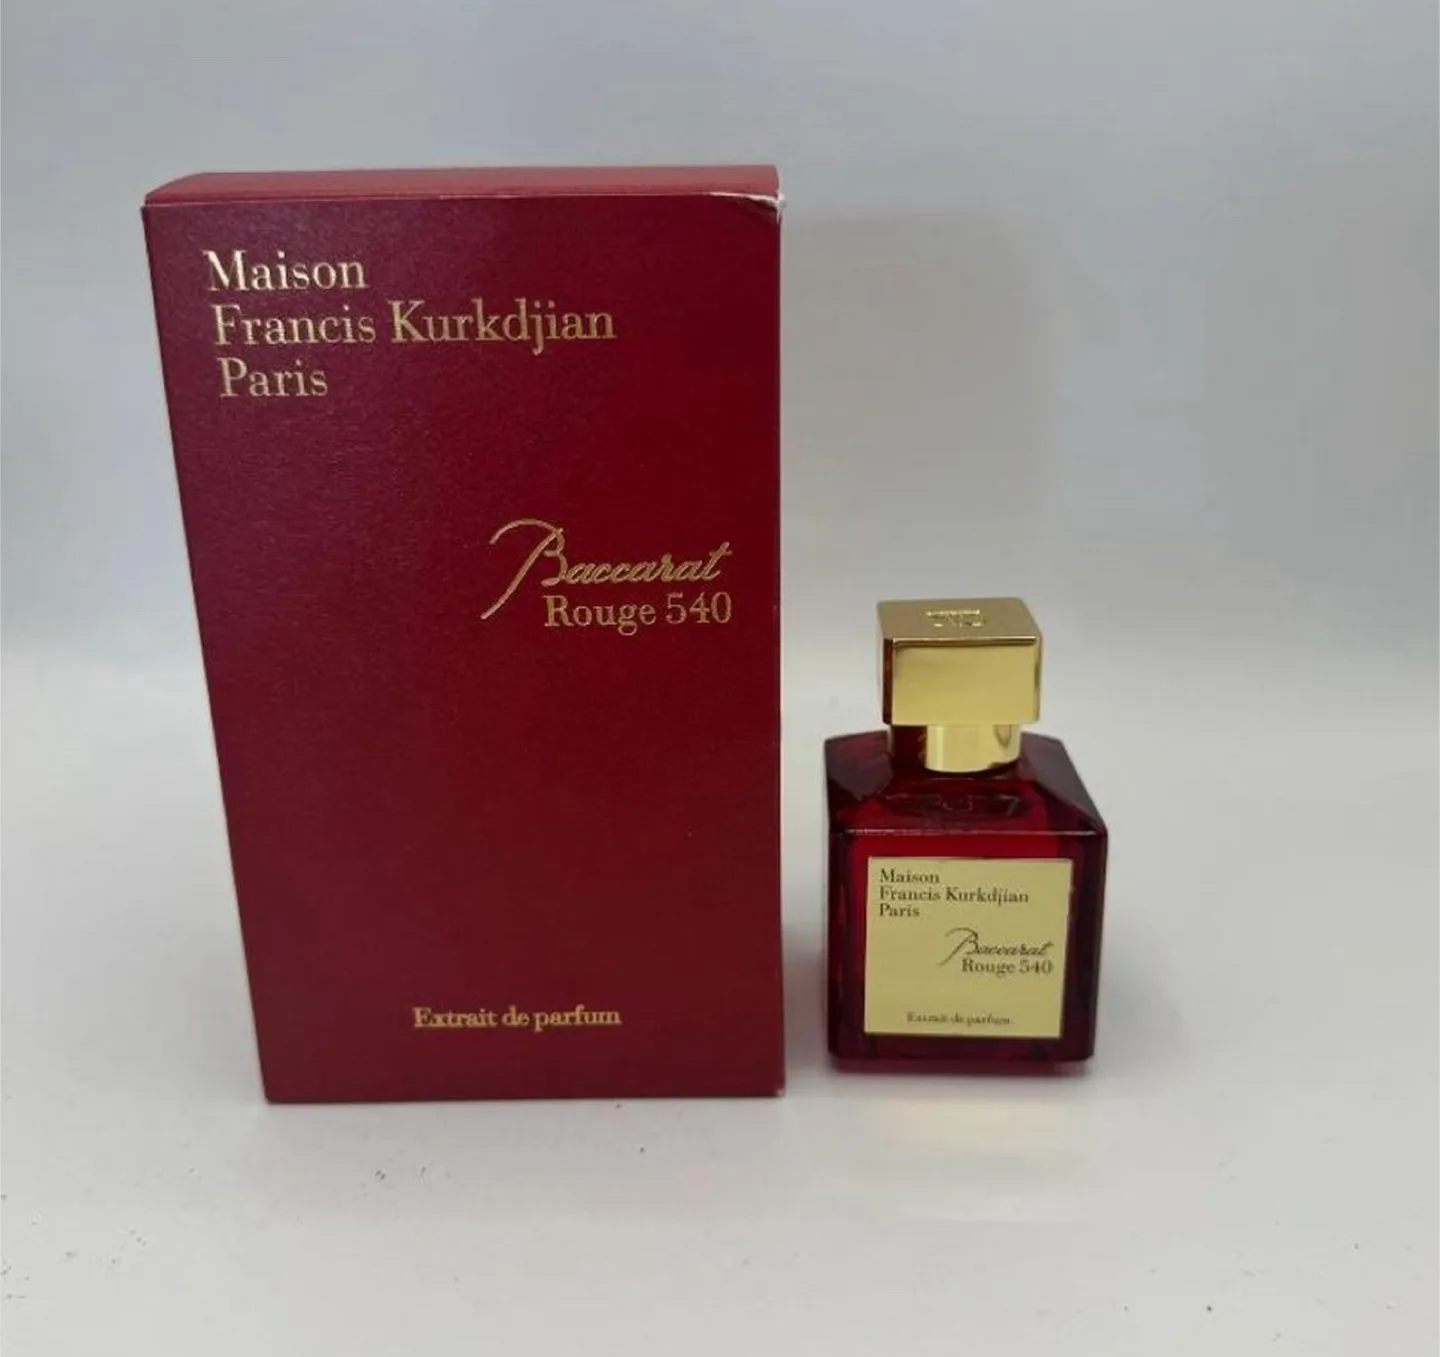 Maison
Francis Kurkdjian
Paris
Baccarat
Rouge 540
Extrait de parfum
Maison
Francis Kurkdjian
Paris
Baccarat
Rouge 540
Extrait de parfum